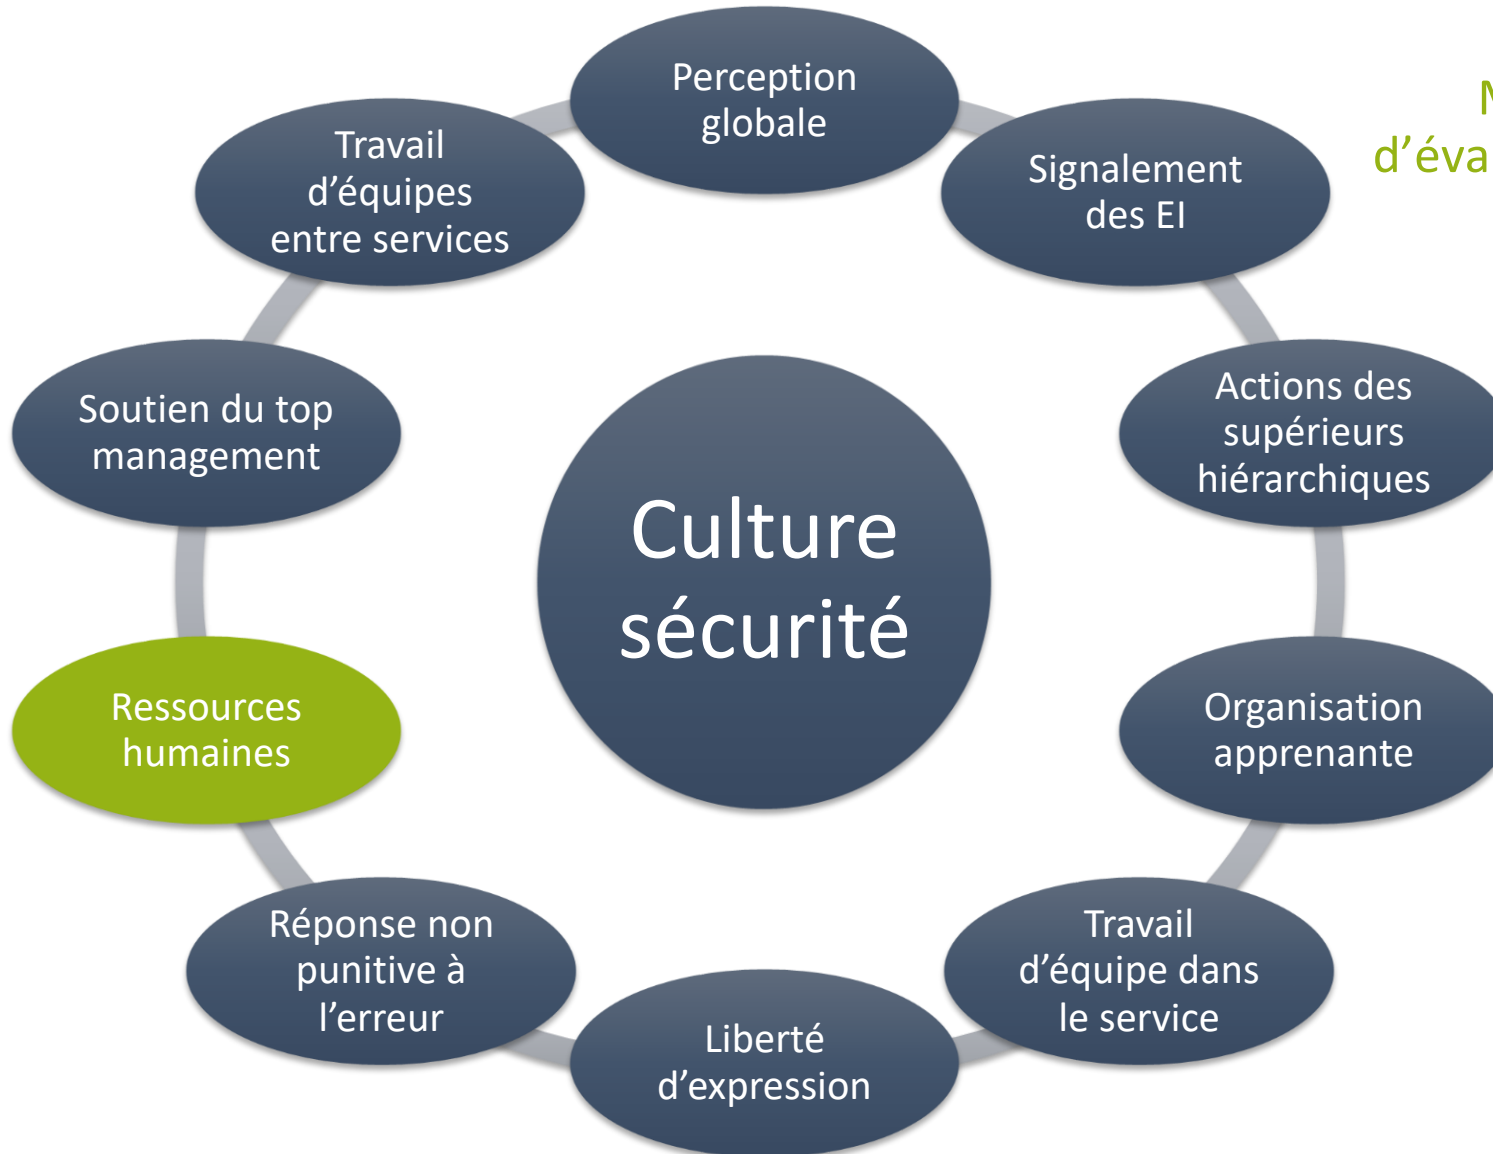 Perception
globale
Signalement
des EI
Actions des
supérieurs
hiérarchiques
Organisation
apprenante
Travail
d'équipe dans
le service
Liberté
d'expression
Réponse non
punitive à
l'erreur
Ressources
humaines
Soutien du top
management
Travail
d'équipes
entre services
Culture
sécurité